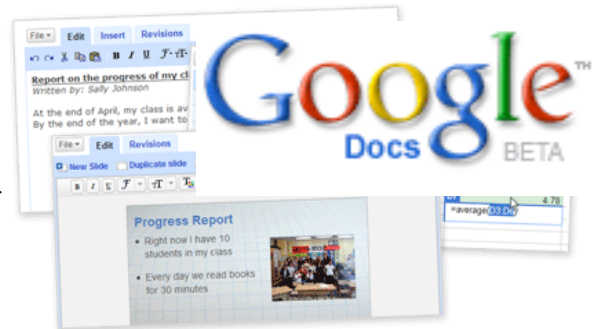 File Edit Insert Revisions
B I U
Report on the progress of my cl
Written by: Sally Johnson
At the end of April, my class is av
By the end of the year, I want to
Google™
Docs BETA
File Edit Revisions
New Slide Duplicate slide
B I U
Progress Report
• Right now I have 10
students in my class
• Every day we read books
for 30 minutes
4.78
=average(D3:D6